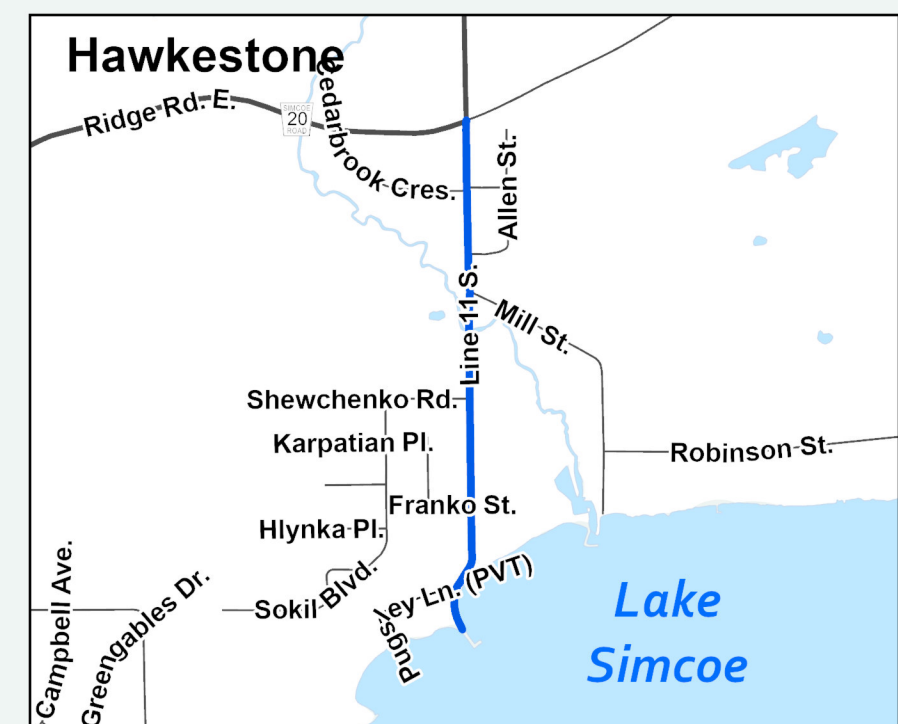 Hawkestone
Ridge Rd. E.
SIMCOE
20
ROAD
Cedarbrook Cres.
Allen St.
Line 11 S.
Mill St.
Shewchenko Rd.
Karpatian Pl.
Robinson St.
Franko St.
Hlynka Pl.
Sokil Blvd.
Pugsley Ln. (PVT)
Campbell Ave.
Greengables Dr.
Lake
Simcoe